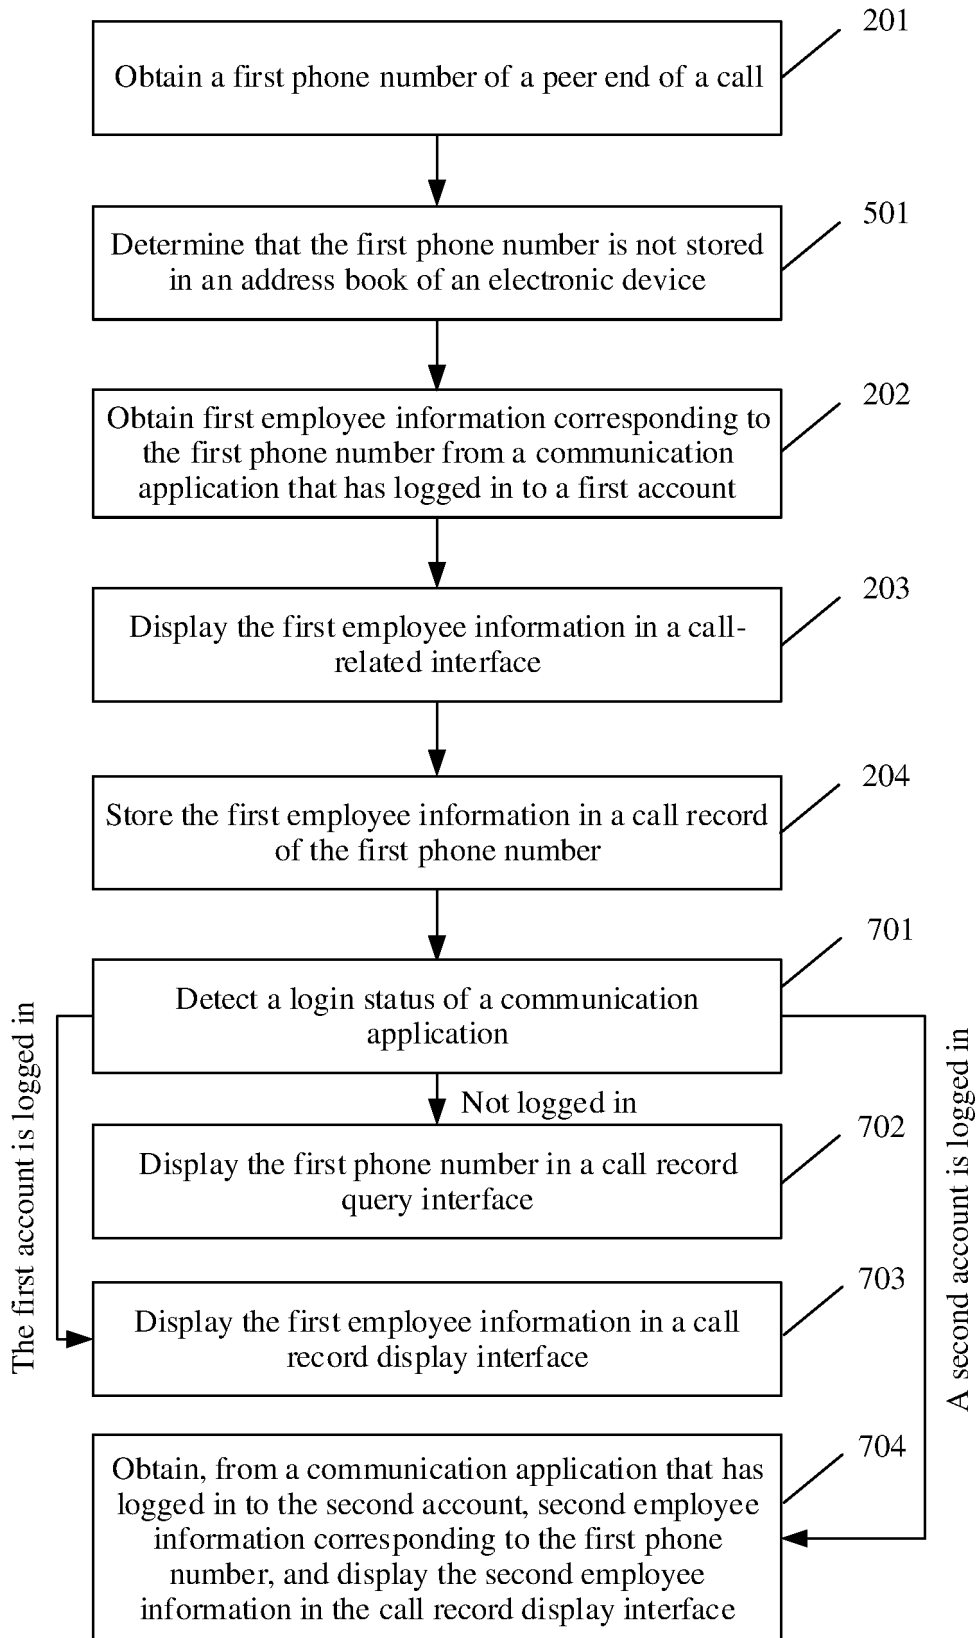 201
Obtain a first phone number of a peer end of a call
501
Determine that the first phone number is not stored
in an address book of an electronic device
202
Obtain first employee information corresponding to
the first phone number from a communication
application that has logged in to a first account
203
Display the first employee information in a call-
related interface
204
Store the first employee information in a call record
of the first phone number
701
Detect a login status of a communication
application
The first account is logged in
Not logged in
A second account is logged in
702
Display the first phone number in a call record
query interface
703
Display the first employee information in a call
record display interface
704
Obtain, from a communication application that has
logged in to the second account, second employee
information corresponding to the first phone
number, and display the second employee
information in the call record display interface